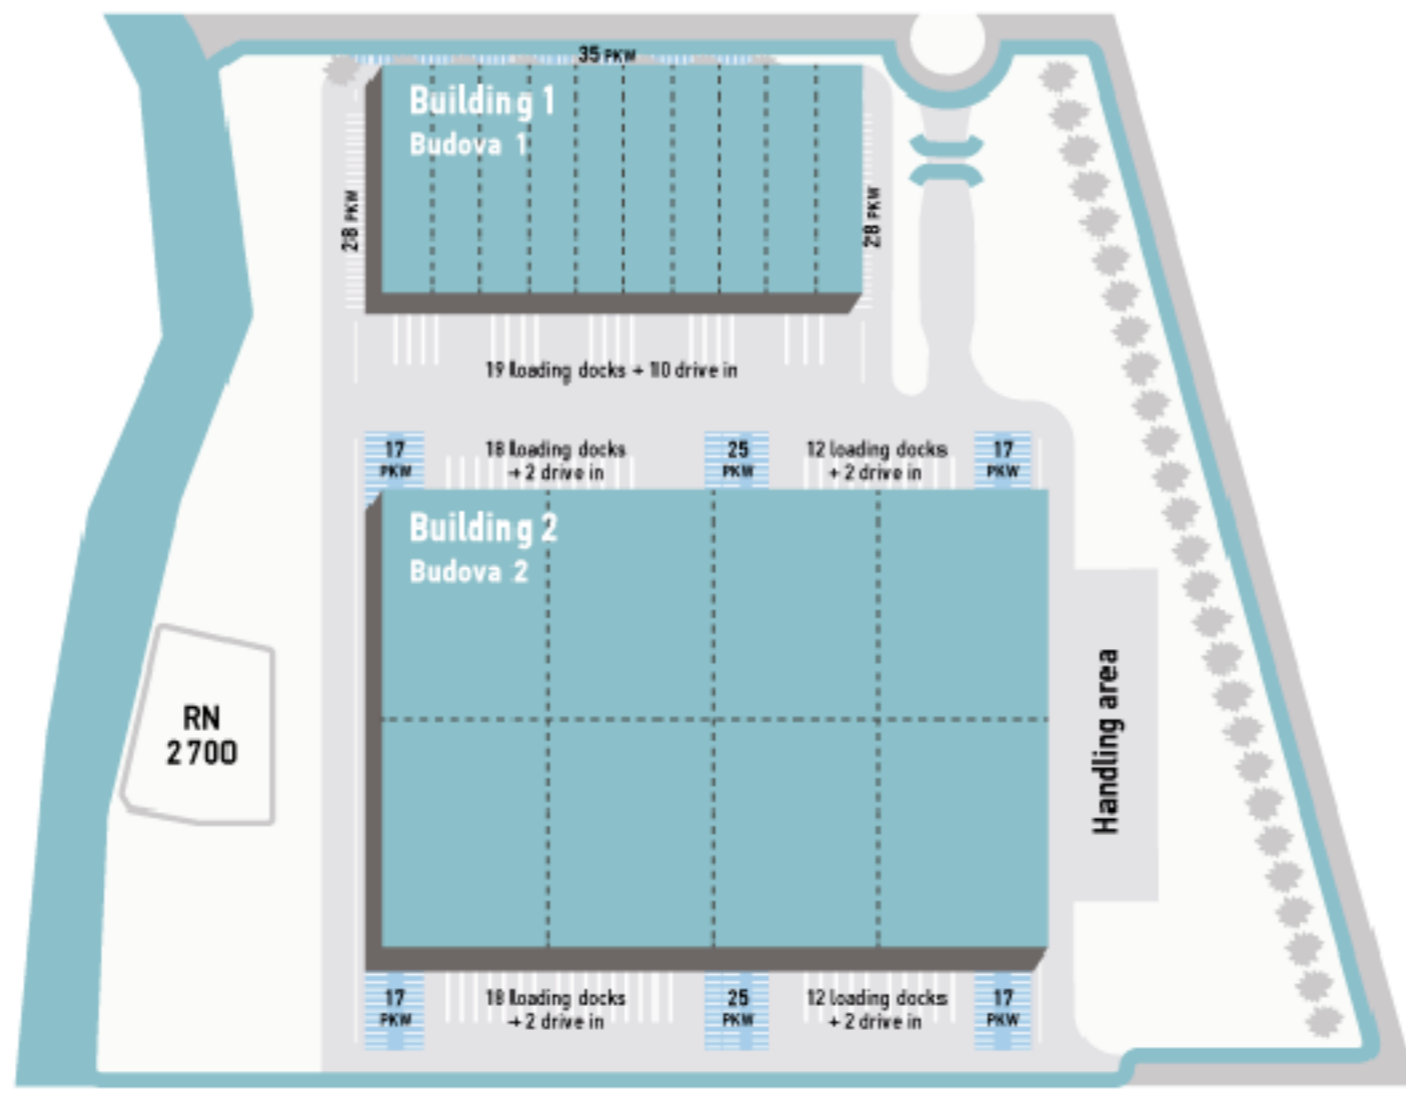 35 PKW
Building 1
Budova 1
28 PKW
28 PKW
19 loading docks + 10 drive in
17
PKW
18 loading docks
+ 2 drive in
25
PKW
12 loading docks
+ 2 drive in
17
PKW
Building 2
Budova 2
RN
2700
Handling area
17
PKW
18 loading docks
+ 2 drive in
25
PKW
12 loading docks
+ 2 drive in
17
PKW